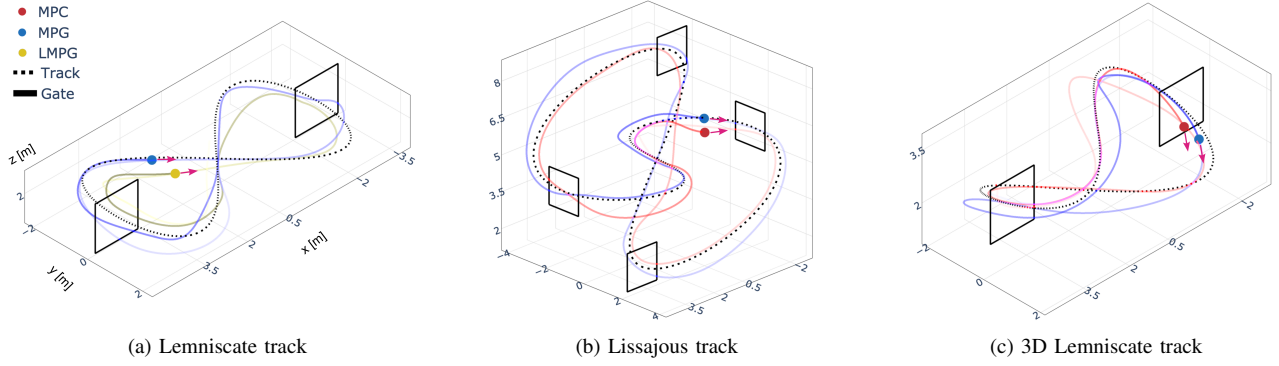 MPC
MPG
LMPG
Track
Gate
z [m]
2
−2
0
y [m]
2
3.5
2
0.5
x [m]
−2
−3.5
8
6.5
5
3.5
2
−4
−2
0
2
4
3.5
2
0.5
−2
3.5
2
−2
0
2
3.5
2
0.5
−2
(a) Lemniscate track
(b) Lissajous track
(c) 3D Lemniscate track